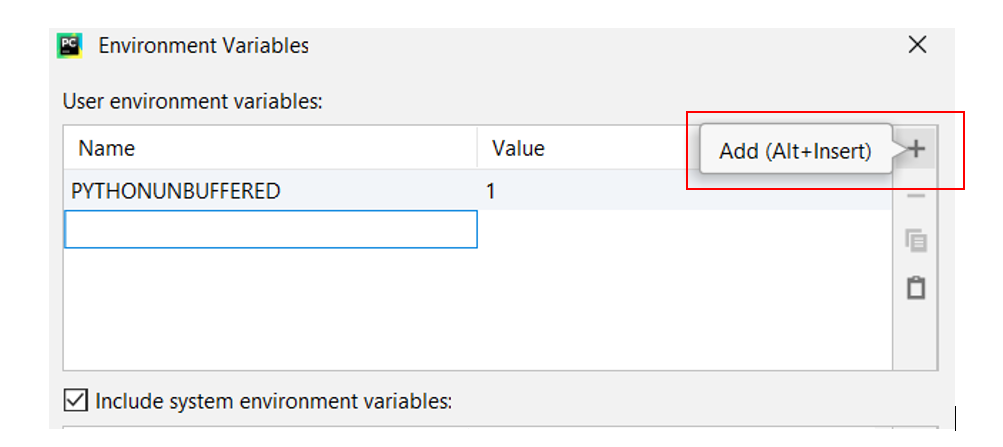 PC Environment Variables
User environment variables:
Name Value Add (Alt+Insert)
PYTHONUNBUFFERED 1
Include system environment variables: